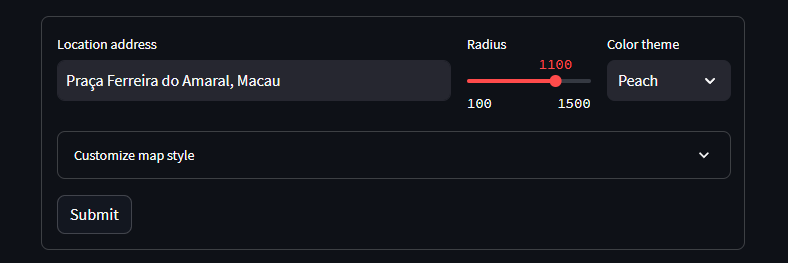 Location address
Praça Ferreira do Amaral, Macau
Radius
1100
100 1500
Color theme
Peach
Customize map style
Submit